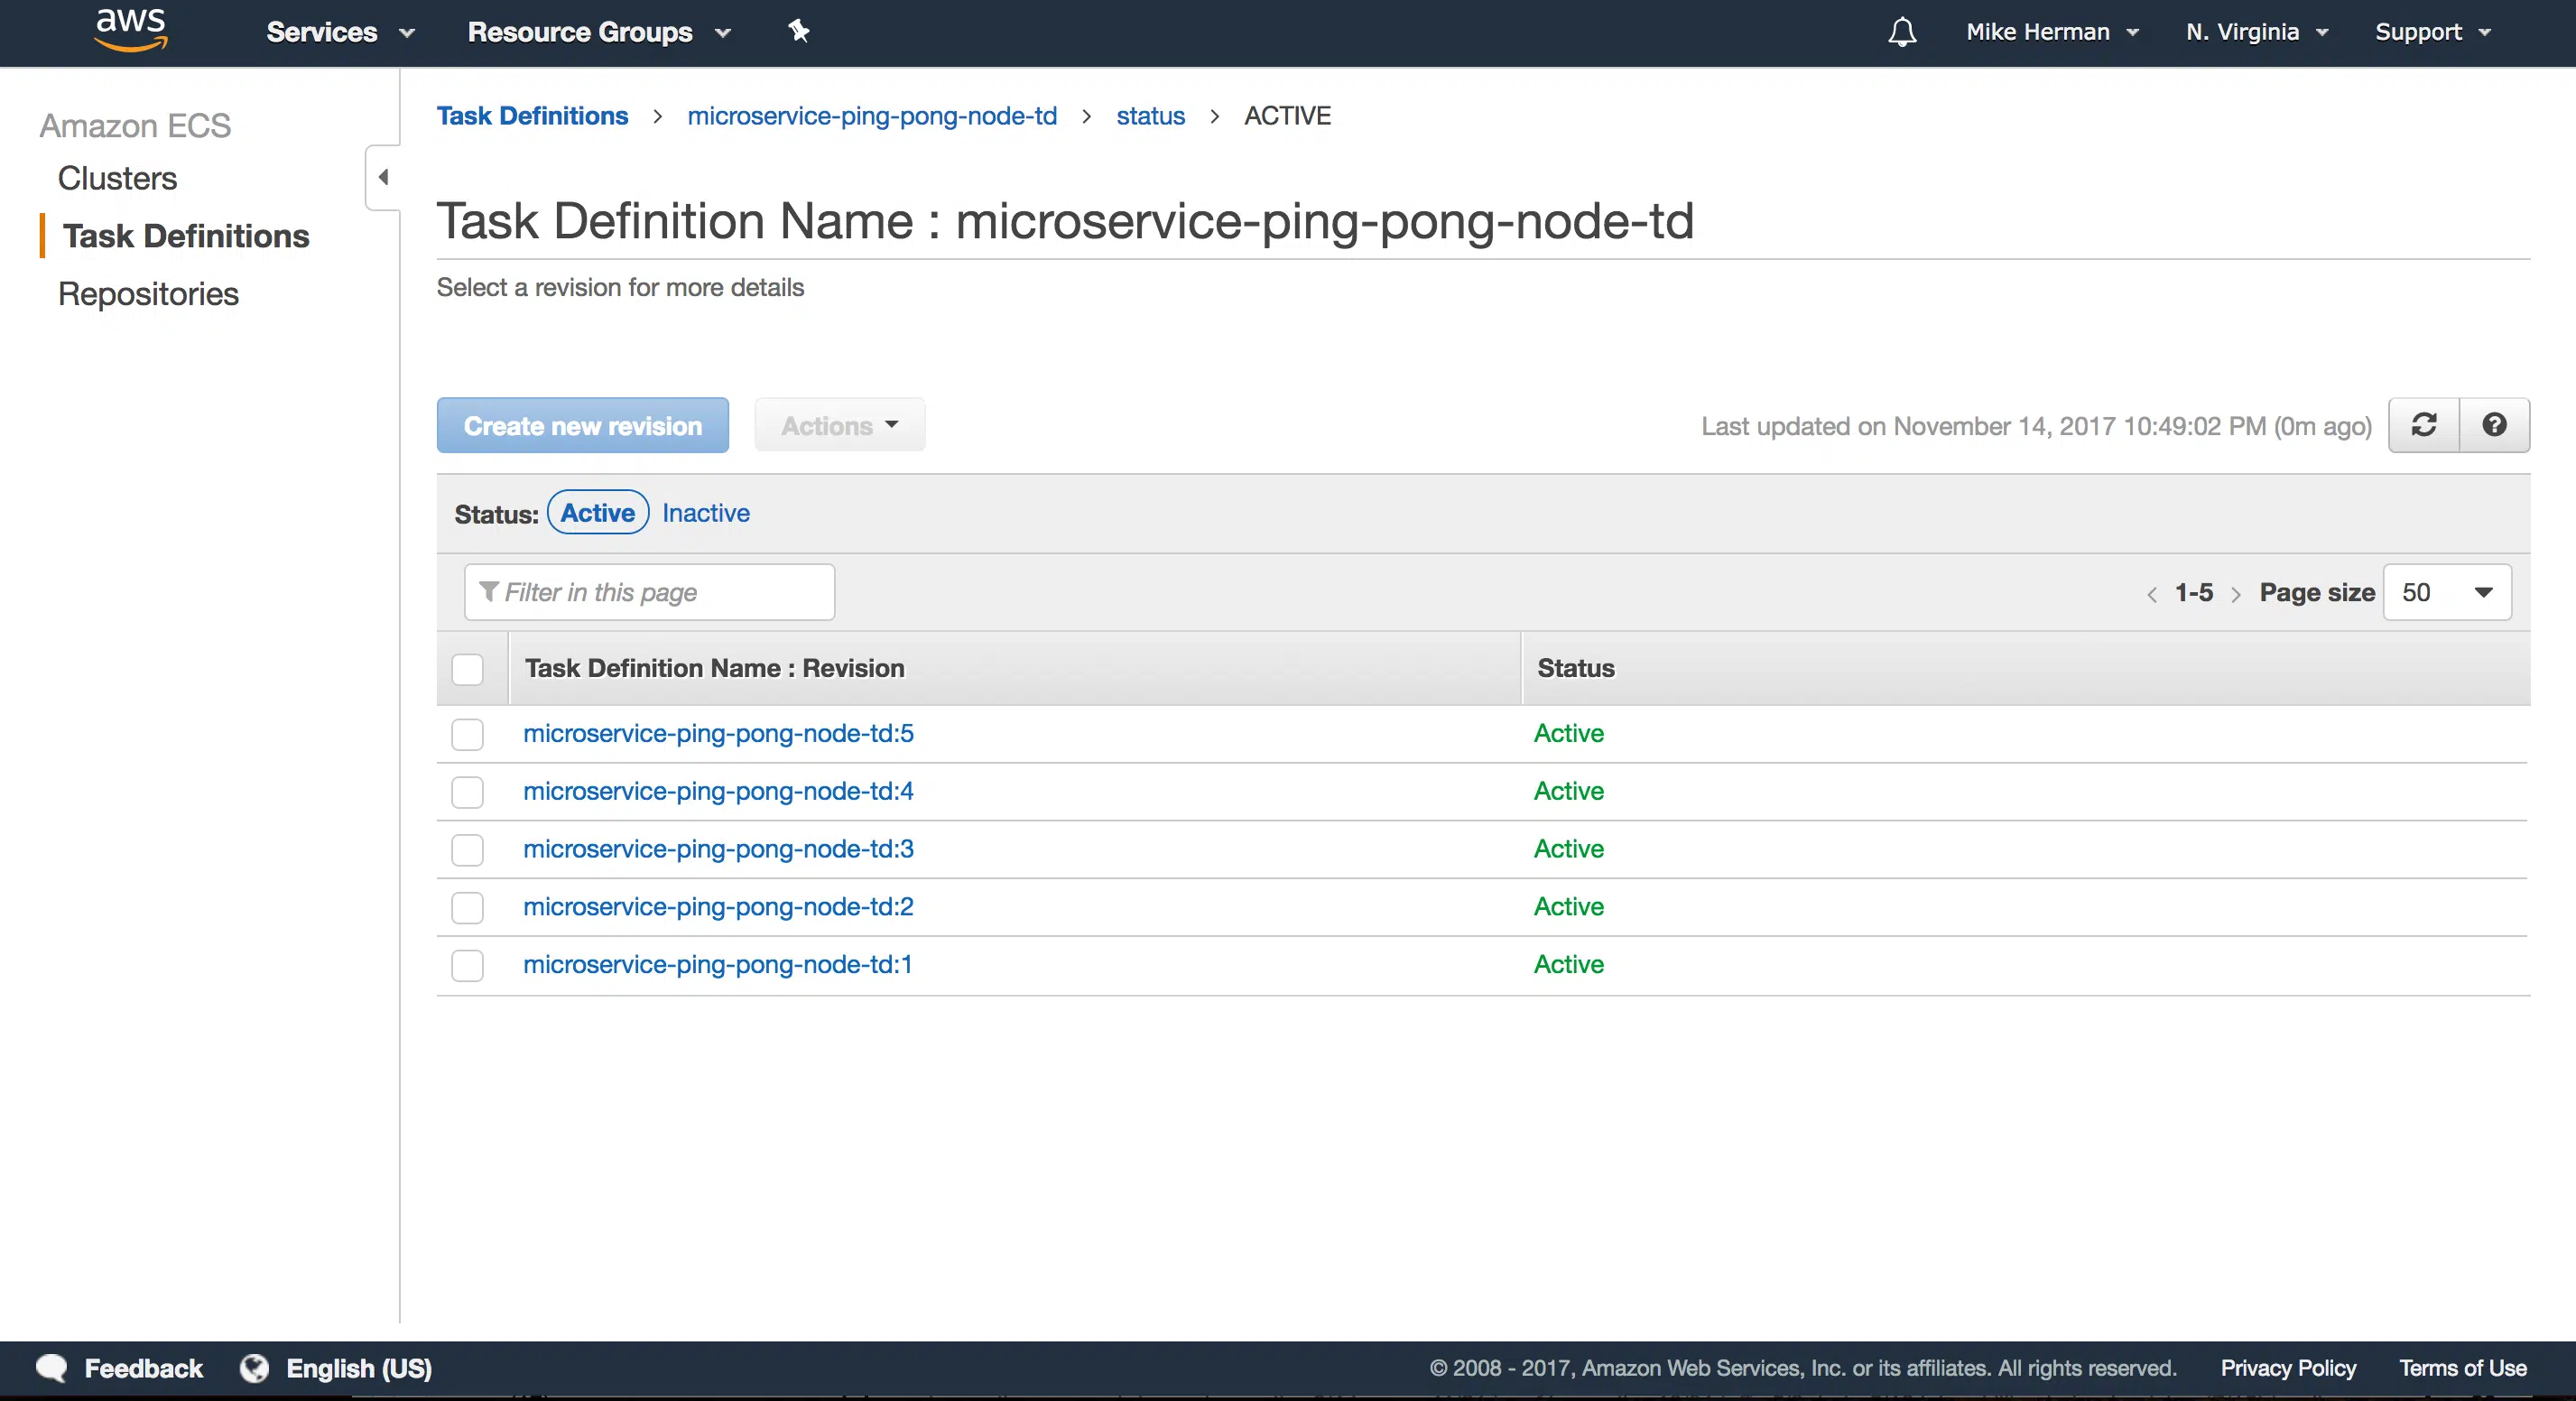 aws Services Resource Groups Mike Herman N. Virginia Support
Amazon ECS
Clusters
Task Definitions
Repositories
Task Definitions > microservice-ping-pong-node-td > status > ACTIVE
Task Definition Name : microservice-ping-pong-node-td
Select a revision for more details
Create new revision Actions Last updated on November 14, 2017 10:49:02 PM (0m ago)
Status: Active Inactive
Filter in this page < 1-5 > Page size 50
Task Definition Name : Revision Status
microservice-ping-pong-node-td:5 Active
microservice-ping-pong-node-td:4 Active
microservice-ping-pong-node-td:3 Active
microservice-ping-pong-node-td:2 Active
microservice-ping-pong-node-td:1 Active
Feedback English (US) © 2008 - 2017, Amazon Web Services, Inc. or its affiliates. All rights reserved. Privacy Policy Terms of Use